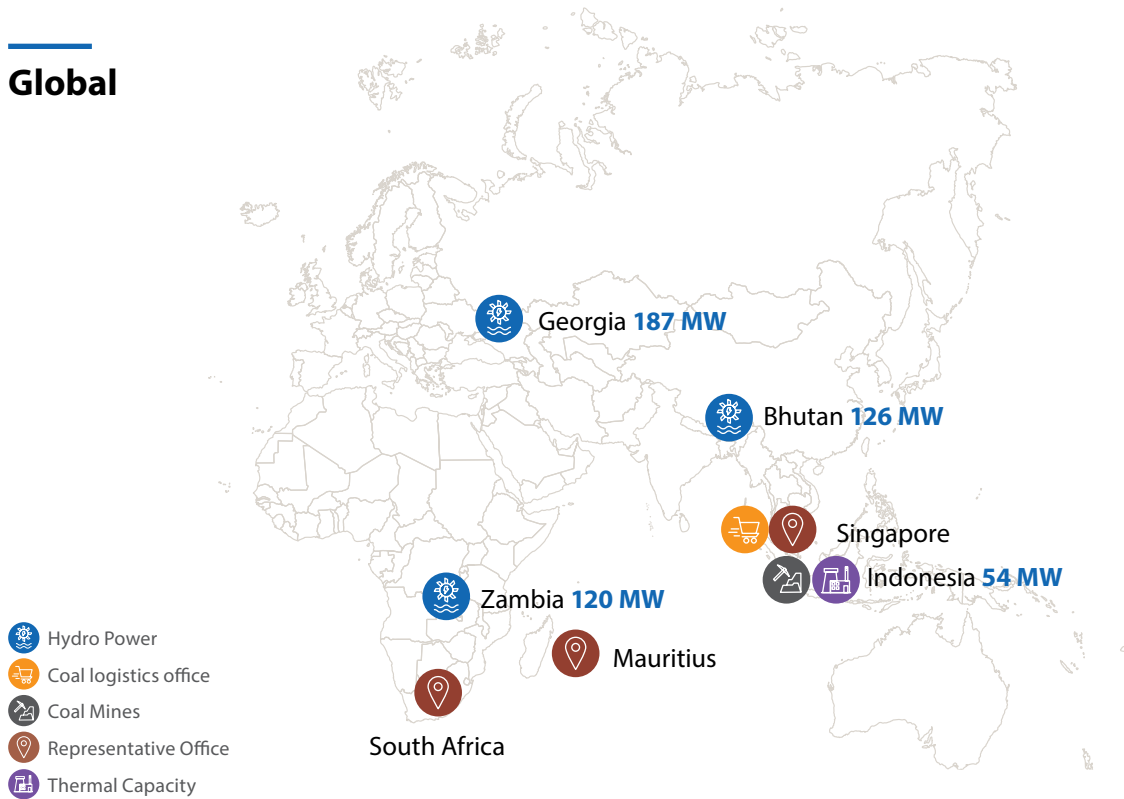 Global
Georgia 187 MW
Bhutan 126 MW
Singapore
Indonesia 54 MW
Zambia 120 MW
Mauritius
South Africa
Hydro Power
Coal logistics office
Coal Mines
Representative Office
Thermal Capacity